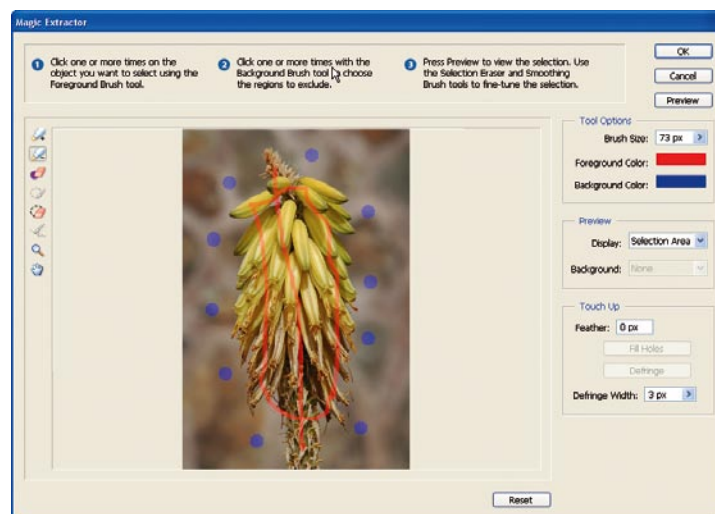 Magic Extractor
1 Click one or more times on the
object you want to select using the
Foreground Brush tool.
2 Click one or more times with the
Background Brush tool to choose
the regions to exclude.
3 Press Preview to view the selection. Use
the Selection Eraser and Smoothing
Brush tools to fine-tune the selection.
OK
Cancel
Preview
Tool Options
Brush Size: 73 px
Foreground Color:
Background Color:
Preview
Display: Selection Area
Background: None
Touch Up
Feather: 0 px
Fill Holes
Defringe
Defringe Width: 3 px
Reset